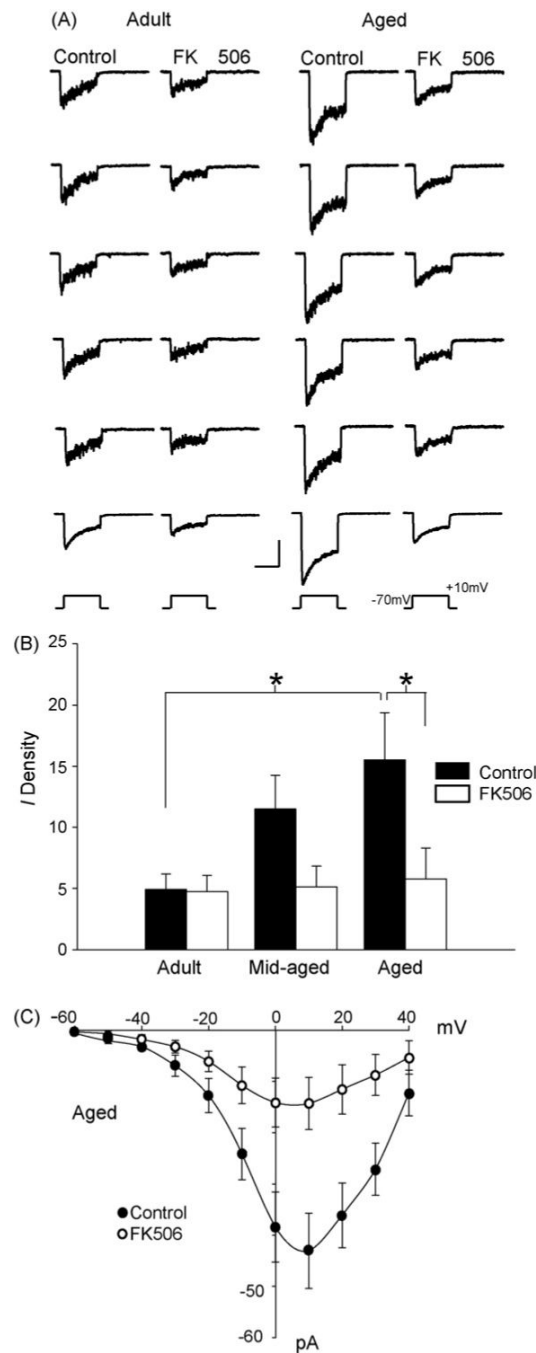 (A) Adult Aged
Control FK 506 Control FK 506
-70mV +10mV
(B)
25
20
15
10
5
0
I Density
* *
Control
FK506
Adult Mid-aged Aged
(C)
-60 -40 -20 0 20 40 mV
Aged
Control
FK506
-50
-60
pA